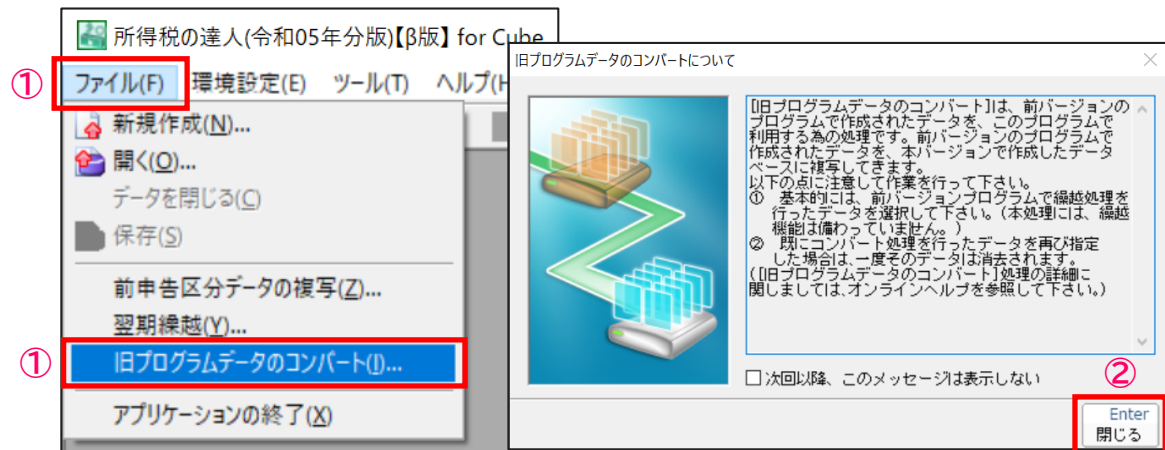 所得税の達人(令和05年分版)【β版】 for Cube
①
ファイル(F) 環境設定(E) ツール(T) ヘルプ(H
新規作成(N)...
開く(O)...
データを閉じる(C)
保存(S)
前申告区分データの複写(Z)...
翌期繰越(Y)...
①
旧プログラムデータのコンバート(I)...
アプリケーションの終了(X)
旧プログラムデータのコンバートについて
[旧プログラムデータのコンバート]は、前バージョンの
プログラムで作成されたデータを、このプログラムで
利用する為の処理です。前バージョンのプログラムで
作成されたデータを、本バージョンで作成したデータ
ベースに複写してきます。
以下の点に注意して作業を行って下さい。
① 基本的には、前バージョンプログラムで繰越処理を
行ったデータを選択して下さい。（本処理には、繰越
機能は備わっていません。）
② 既にコンバート処理を行ったデータを再び指定
した場合は、一度そのデータは消去されます。
（[旧プログラムデータのコンバート]処理の詳細に
関しましては、オンラインヘルプを参照して下さい。）
次回以降、このメッセージは表示しない
②
Enter
閉じる